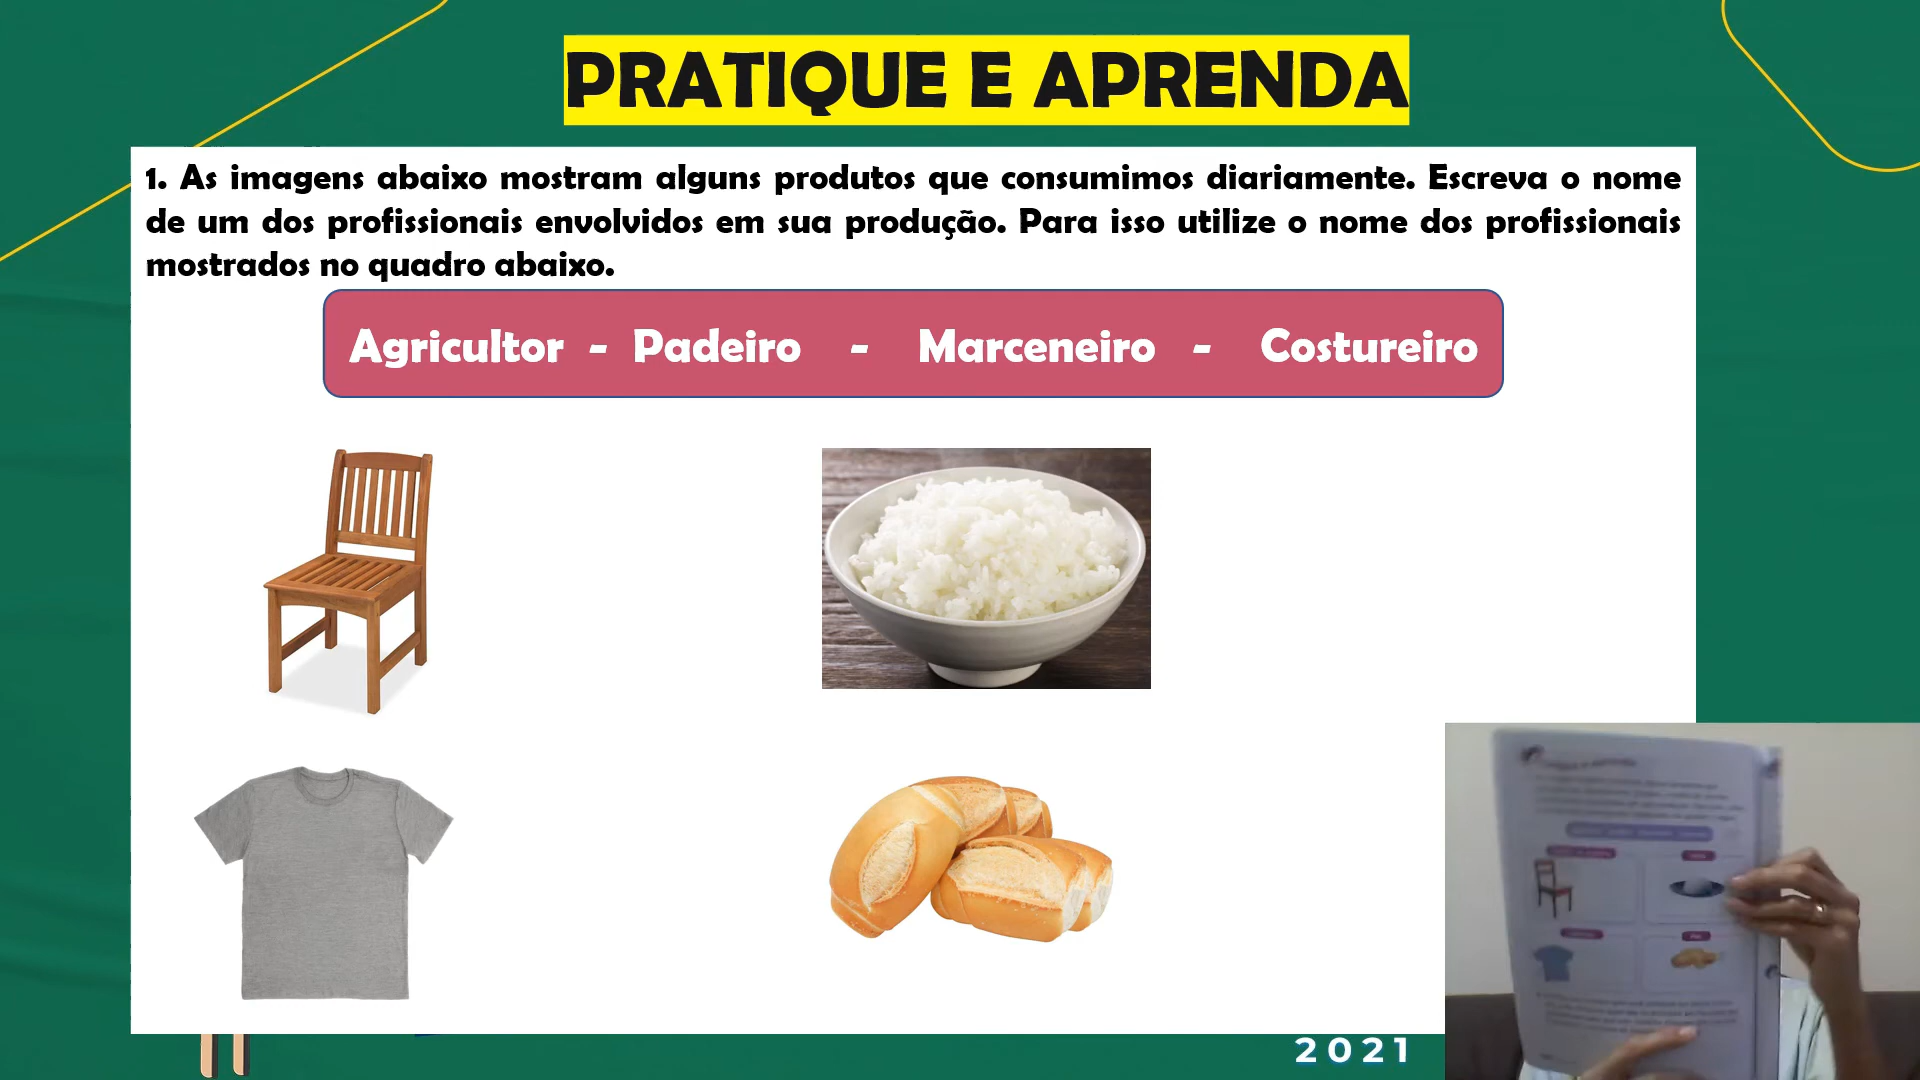 PRATIQUE E APRENDA
1. As imagens abaixo mostram alguns produtos que consumimos diariamente. Escreva o nome
de um dos profissionais envolvidos em sua produção. Para isso utilize o nome dos profissionais
mostrados no quadro abaixo.
Agricultor - Padeiro - Marceneiro - Costureiro
2021